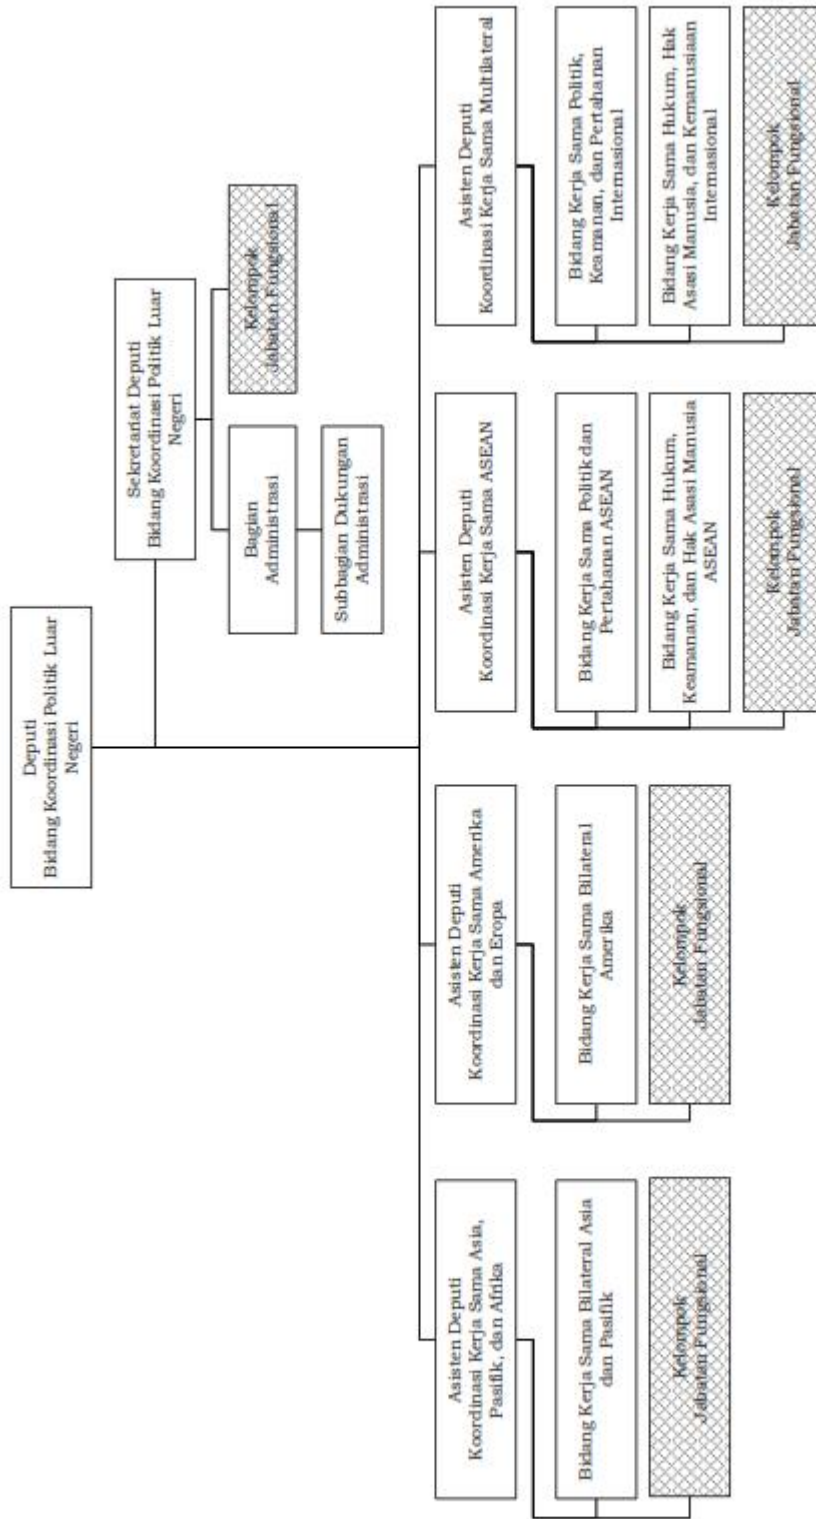 Deputi
Bidang Koordinasi Politik Luar
Negeri
Sekretariat Deputi
Bidang Koordinasi Politik Luar
Negeri
Bagian
Administrasi
Kelompok
Jabatan Fungsional
Subbagian Dukungan
Administrasi
Asisten Deputi
Koordinasi Kerja Sama Asia,
Pasifik, dan Afrika
Bidang Kerja Sama Bilateral Asia
dan Pasifik
Kelompok
Jabatan Fungsional
Asisten Deputi
Koordinasi Kerja Sama Amerika
dan Eropa
Bidang Kerja Sama Bilateral
Amerika
Kelompok
Jabatan Fungsional
Asisten Deputi
Koordinasi Kerja Sama ASEAN
Bidang Kerja Sama Politik dan
Pertahanan ASEAN
Bidang Kerja Sama Hukum,
Keamanan, dan Hak Asasi Manusia
ASEAN
Kelompok
Jabatan Fungsional
Asisten Deputi
Koordinasi Kerja Sama Multilateral
Bidang Kerja Sama Politik,
Keamanan, dan Pertahanan
Internasional
Bidang Kerja Sama Hukum, Hak
Asasi Manusia, dan Kemanusiaan
Internasional
Kelompok
Jabatan Fungsional